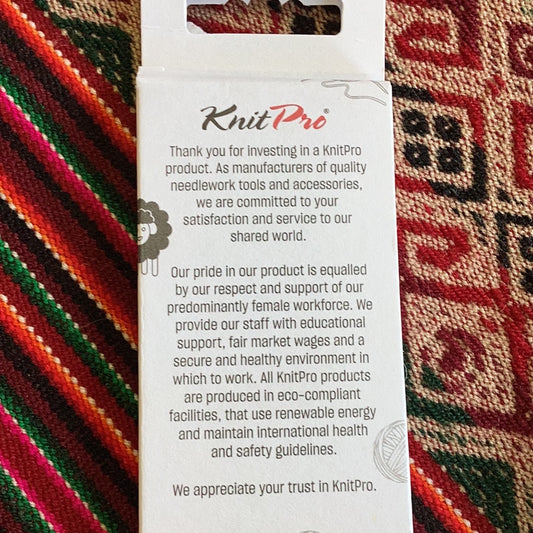 KnitPro®
Thank you for investing in a KnitPro
product. As manufacturers of quality
needlework tools and accessories,
we are committed to your
satisfaction and service to our
shared world.
Our pride in our product is equalled
by our respect and support of our
predominantly female workforce. We
provide our staff with educational
support, fair market wages and a
secure and healthy environment in
which to work. All KnitPro products
are produced in eco-compliant
facilities, that use renewable energy
and maintain international health
and safety guidelines.
We appreciate your trust in KnitPro.